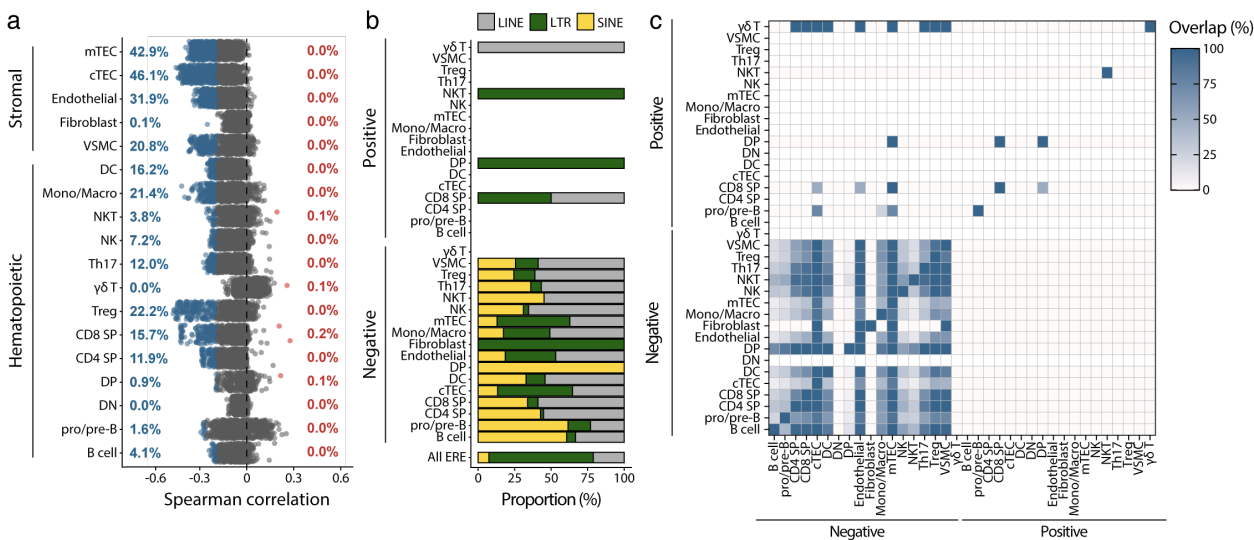 a
Stromal
Hematopoietic
mTEC 42.9% 0.0%
cTEC 46.1% 0.0%
Endothelial 31.9% 0.0%
Fibroblast 0.1% 0.0%
VSMC 20.8% 0.0%
DC 16.2% 0.0%
Mono/Macro 21.4% 0.0%
NKT 3.8% 0.1%
NK 7.2% 0.0%
Th17 12.0% 0.0%
γδ T 0.0% 0.1%
Treg 22.2% 0.0%
CD8 SP 15.7% 0.2%
CD4 SP 11.9% 0.0%
DP 0.9% 0.1%
DN 0.0% 0.0%
pro/pre-B 1.6% 0.0%
B cell 4.1% 0.0%
-0.6 -0.3 0 0.3 0.6
Spearman correlation
b
LINE LTR SINE
Positive
γδ T
VSMC
Treg
Th17
NKT
NK
mTEC
Mono/Macro
Fibroblast
Endothelial
DP
DC
cTEC
CD8 SP
CD4 SP
pro/pre-B
B cell
Negative
γδ T
VSMC
Treg
Th17
NKT
NK
mTEC
Mono/Macro
Fibroblast
Endothelial
DP
DC
cTEC
CD8 SP
CD4 SP
pro/pre-B
B cell
All ERE
0 25 50 75 100
Proportion (%)
c
Positive
γδ T
VSMC
Treg
Th17
NKT
NK
mTEC
Mono/Macro
Fibroblast
Endothelial
DP
DN
DC
cTEC
CD8 SP
CD4 SP
pro/pre-B
B cell
Negative
γδ T
VSMC
Treg
Th17
NKT
NK
mTEC
Mono/Macro
Fibroblast
Endothelial
DP
DN
DC
cTEC
CD8 SP
CD4 SP
pro/pre-B
B cell
B cell
pro/pre-B
CD4 SP
CD8 SP
cTEC
DC
DN
DP
Endothelial
Fibroblast
Mono/Macro
mTEC
NK
NKT
Th17
Treg
VSMC
γδ T
B cell
pro/pre-B
CD4 SP
CD8 SP
cTEC
DC
DN
DP
Endothelial
Fibroblast
Mono/Macro
mTEC
NK
NKT
Th17
Treg
VSMC
γδ T
Negative
Positive
Overlap (%)
100
75
50
25
0